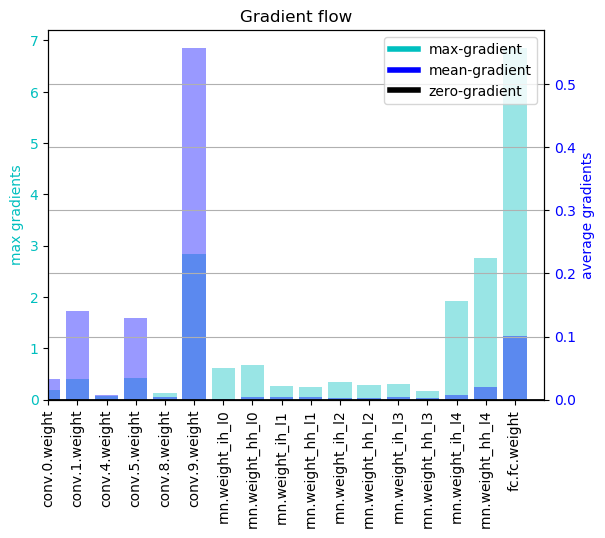 Gradient flow
max-gradient
mean-gradient
zero-gradient
max gradients
7
6
5
4
3
2
1
0
average gradients
0.5
0.4
0.3
0.2
0.1
0.0
conv.0.weight
conv.1.weight
conv.4.weight
conv.5.weight
conv.8.weight
conv.9.weight
rnn.weight_ih_l0
rnn.weight_hh_l0
rnn.weight_ih_l1
rnn.weight_hh_l1
rnn.weight_ih_l2
rnn.weight_hh_l2
rnn.weight_ih_l3
rnn.weight_hh_l3
rnn.weight_ih_l4
rnn.weight_hh_l4
fc.fc.weight